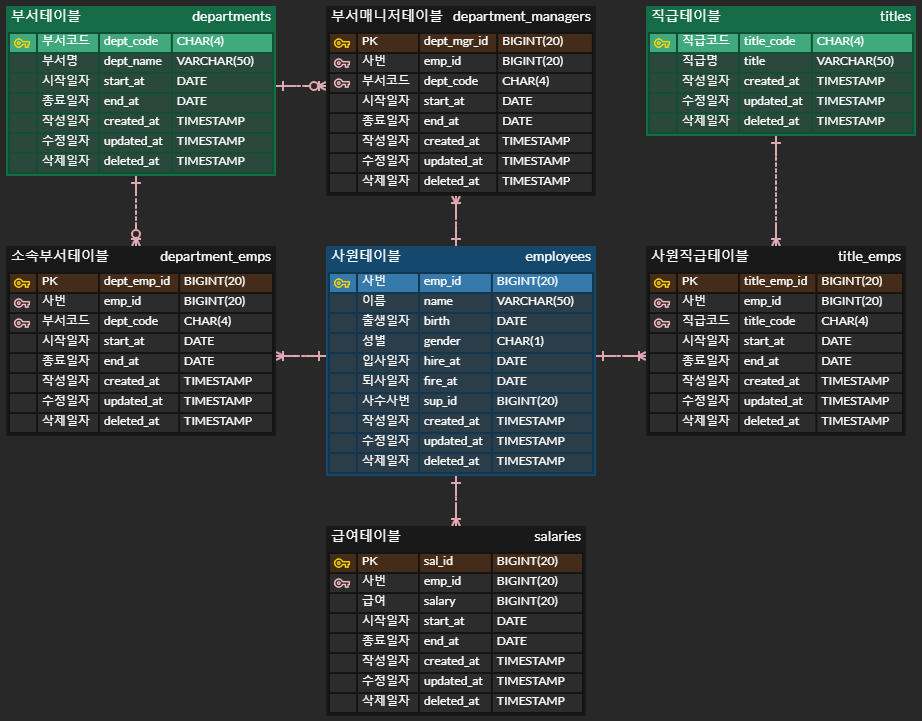 부서테이블 departments
부서코드 dept_code CHAR(4)
부서명 dept_name VARCHAR(50)
시작일자 start_at DATE
종료일자 end_at DATE
작성일자 created_at TIMESTAMP
수정일자 updated_at TIMESTAMP
삭제일자 deleted_at TIMESTAMP
부서매니저테이블 department_managers
PK dept_mgr_id BIGINT(20)
사번 emp_id BIGINT(20)
부서코드 dept_code CHAR(4)
시작일자 start_at DATE
종료일자 end_at DATE
작성일자 created_at TIMESTAMP
수정일자 updated_at TIMESTAMP
삭제일자 deleted_at TIMESTAMP
직급테이블 titles
직급코드 title_code CHAR(4)
직급명 title VARCHAR(50)
작성일자 created_at TIMESTAMP
수정일자 updated_at TIMESTAMP
삭제일자 deleted_at TIMESTAMP
소속부서테이블 department_emps
PK dept_emp_id BIGINT(20)
사번 emp_id BIGINT(20)
부서코드 dept_code CHAR(4)
시작일자 start_at DATE
종료일자 end_at DATE
작성일자 created_at TIMESTAMP
수정일자 updated_at TIMESTAMP
삭제일자 deleted_at TIMESTAMP
사원테이블 employees
사번 emp_id BIGINT(20)
이름 name VARCHAR(50)
출생일자 birth DATE
성별 gender CHAR(1)
입사일자 hire_at DATE
퇴사일자 fire_at DATE
사수사번 sup_id BIGINT(20)
작성일자 created_at TIMESTAMP
수정일자 updated_at TIMESTAMP
삭제일자 deleted_at TIMESTAMP
사원직급테이블 title_emps
PK title_emp_id BIGINT(20)
사번 emp_id BIGINT(20)
직급코드 title_code CHAR(4)
시작일자 start_at DATE
종료일자 end_at DATE
작성일자 created_at TIMESTAMP
수정일자 updated_at TIMESTAMP
삭제일자 deleted_at TIMESTAMP
급여테이블 salaries
PK sal_id BIGINT(20)
사번 emp_id BIGINT(20)
급여 salary BIGINT(20)
시작일자 start_at DATE
종료일자 end_at DATE
작성일자 created_at TIMESTAMP
수정일자 updated_at TIMESTAMP
삭제일자 deleted_at TIMESTAMP